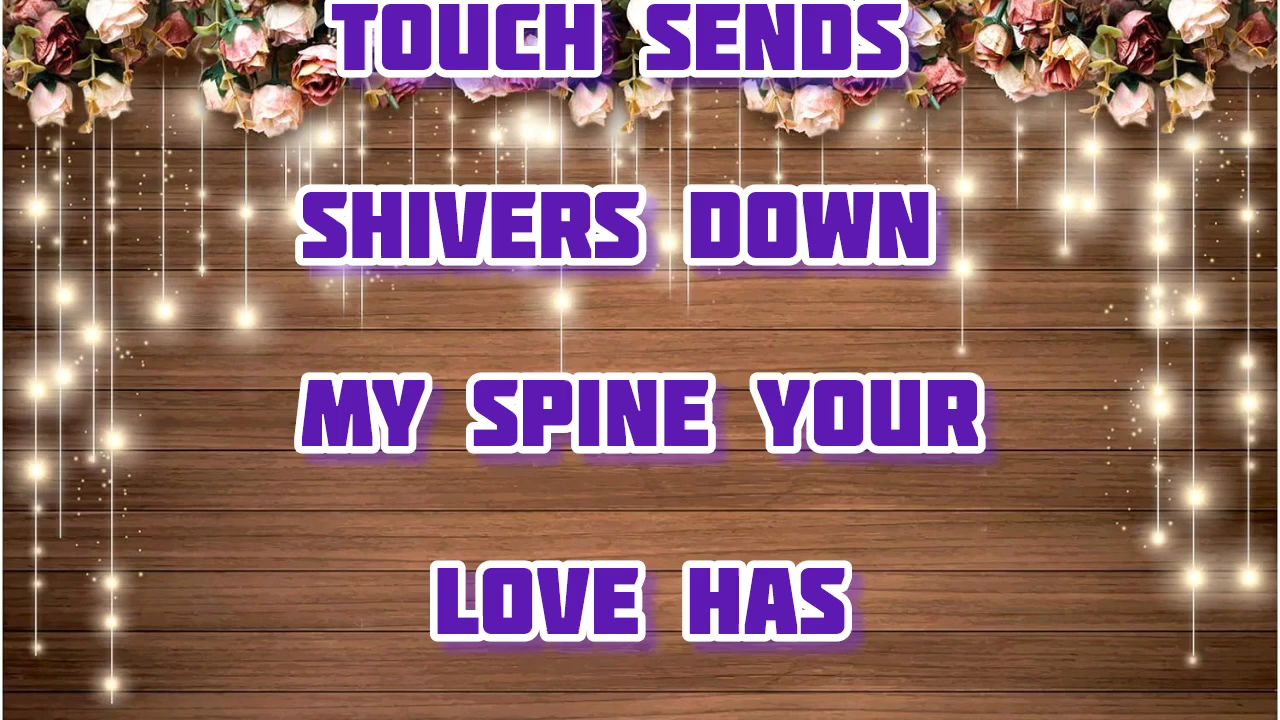 TOUCH SENDS
SHIVERS DOWN
MY SPINE YOUR
LOVE HAS